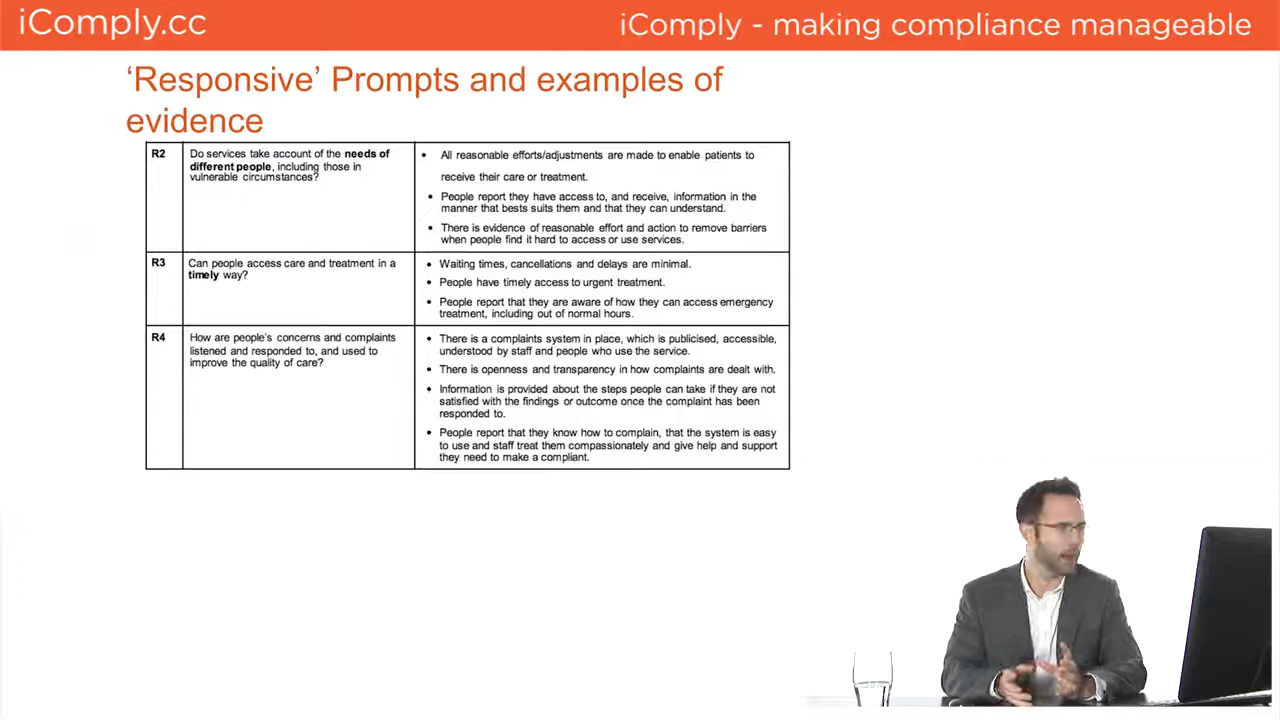 iComply.cc
iComply - making compliance manageable
‘Responsive’ Prompts and examples of
evidence
R2
Do services take account of the needs of
different people, including those in
vulnerable circumstances?
• All reasonable efforts/adjustments are made to enable patients to
receive their care or treatment.
• People report they have access to, and receive, information in the
manner that bests suits them and that they can understand.
• There is evidence of reasonable effort and action to remove barriers
when people find it hard to access or use services.
R3
Can people access care and treatment in a
timely way?
• Waiting times, cancellations and delays are minimal.
• People have timely access to urgent treatment.
• People report that they are aware of how they can access emergency
treatment, including out of normal hours.
R4
How are people's concerns and complaints
listened and responded to, and used to
improve the quality of care?
• There is a complaints system in place, which is publicised, accessible,
understood by staff and people who use the service.
• There is openness and transparency in how complaints are dealt with.
• Information is provided about the steps people can take if they are not
satisfied with the findings or outcome once the complaint has been
responded to.
• People report that they know how to complain, that the system is easy
to use and staff treat them compassionately and give help and support
they need to make a compliant.